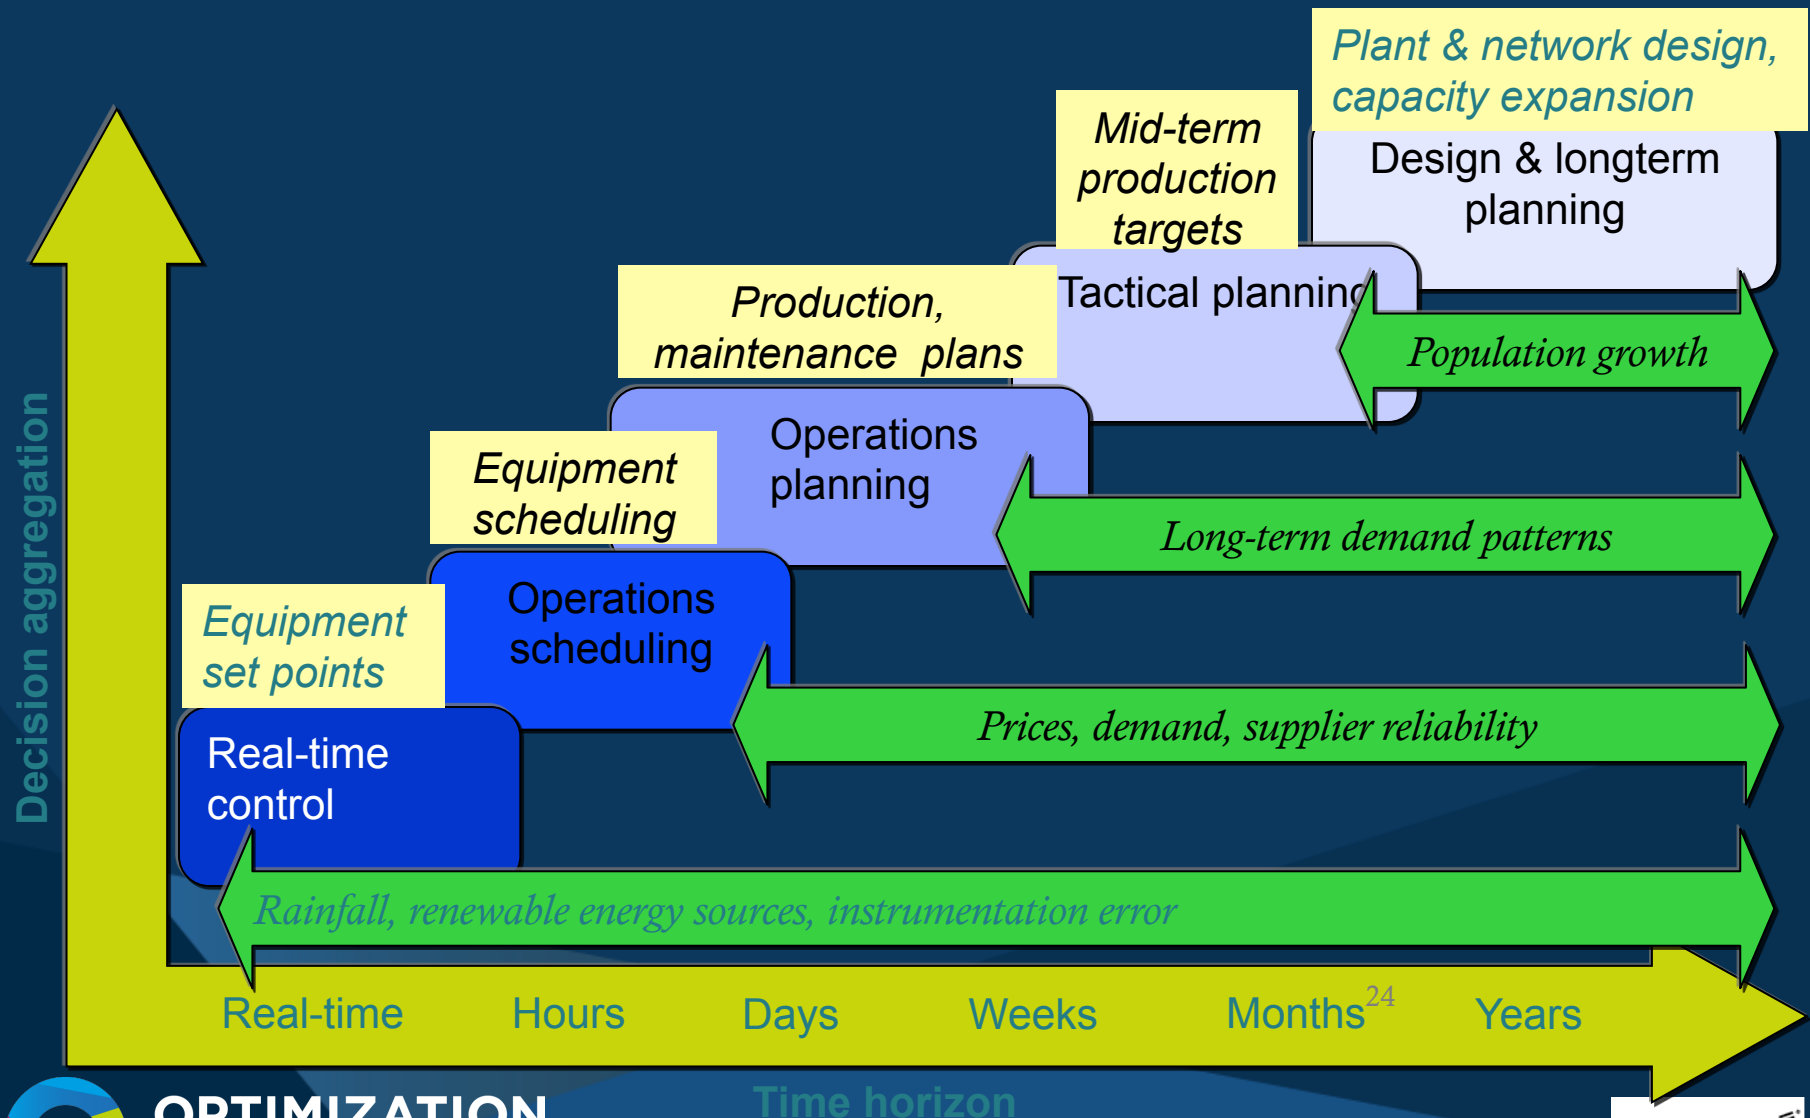 Plant & network design,
capacity expansion
Design & longterm
planning
Mid-term
production
targets
Tactical planning
Population growth
Production,
maintenance plans
Operations
planning
Long-term demand patterns
Equipment
scheduling
Operations
scheduling
Prices, demand, supplier reliability
Equipment
set points
Real-time
control
Rainfall, renewable energy sources, instrumentation error
Decision aggregation
Real-time Hours Days Weeks Months24 Years
Time horizon
OPTIMIZATION